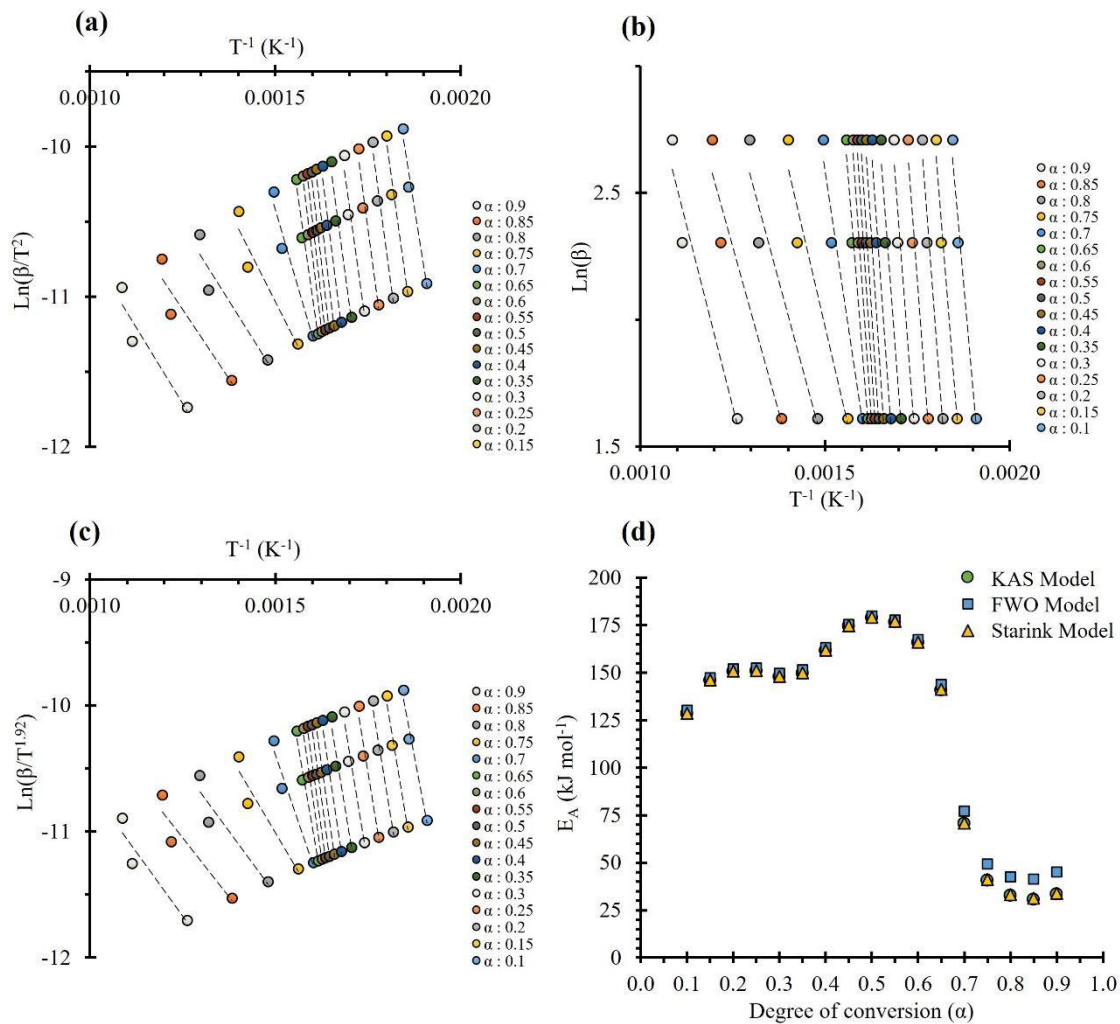 (a)
T⁻¹ (K⁻¹)
0.0010 0.0015 0.0020
-10
-11
-12
Ln(β/T²)
α : 0.9
α : 0.85
α : 0.8
α : 0.75
α : 0.7
α : 0.65
α : 0.6
α : 0.55
α : 0.5
α : 0.45
α : 0.4
α : 0.35
α : 0.3
α : 0.25
α : 0.2
α : 0.15
(b)
2.5
1.5
Ln(β)
0.0010 0.0015 0.0020
T⁻¹ (K⁻¹)
α : 0.9
α : 0.85
α : 0.8
α : 0.75
α : 0.7
α : 0.65
α : 0.6
α : 0.55
α : 0.5
α : 0.45
α : 0.4
α : 0.35
α : 0.3
α : 0.25
α : 0.2
α : 0.15
α : 0.1
(c)
T⁻¹ (K⁻¹)
-9
0.0010 0.0015 0.0020
-10
-11
-12
Ln(β/T¹·⁹²)
α : 0.9
α : 0.85
α : 0.8
α : 0.75
α : 0.7
α : 0.65
α : 0.6
α : 0.55
α : 0.5
α : 0.45
α : 0.4
α : 0.35
α : 0.3
α : 0.25
α : 0.2
α : 0.15
α : 0.1
(d)
200
175
150
125
100
75
50
25
0
E_A (kJ mol⁻¹)
KAS Model
FWO Model
Starink Model
0.0 0.1 0.2 0.3 0.4 0.5 0.6 0.7 0.8 0.9 1.0
Degree of conversion (α)